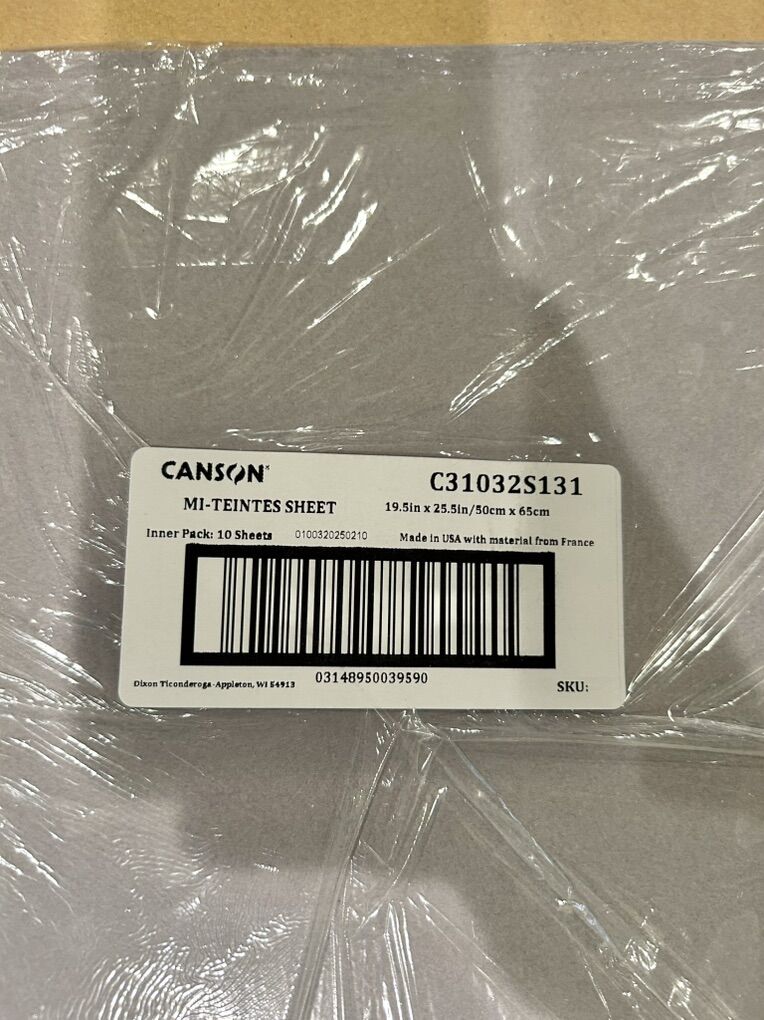 CANSON
C31032S131
MI-TEINTES SHEET
19.5in x 25.5in/50cm x 65cm
Inner Pack: 10 Sheets 0100320250210 Made in USA with material from France
Dixon Ticonderoga-Appleton, WI 54913
03148950039590
SKU: